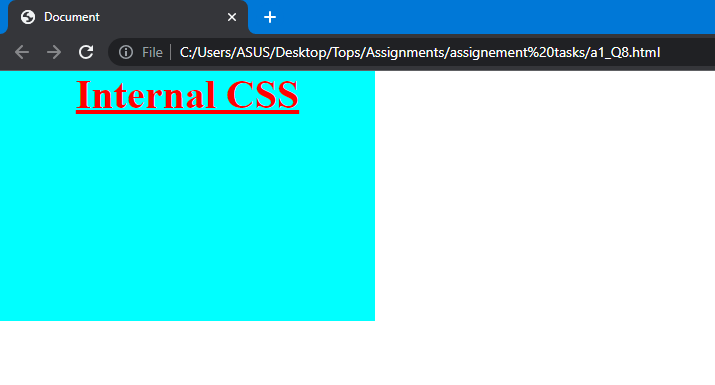 Document
File C:/Users/ASUS/Desktop/Tops/Assignments/assignement%20tasks/a1_Q8.html
Internal CSS